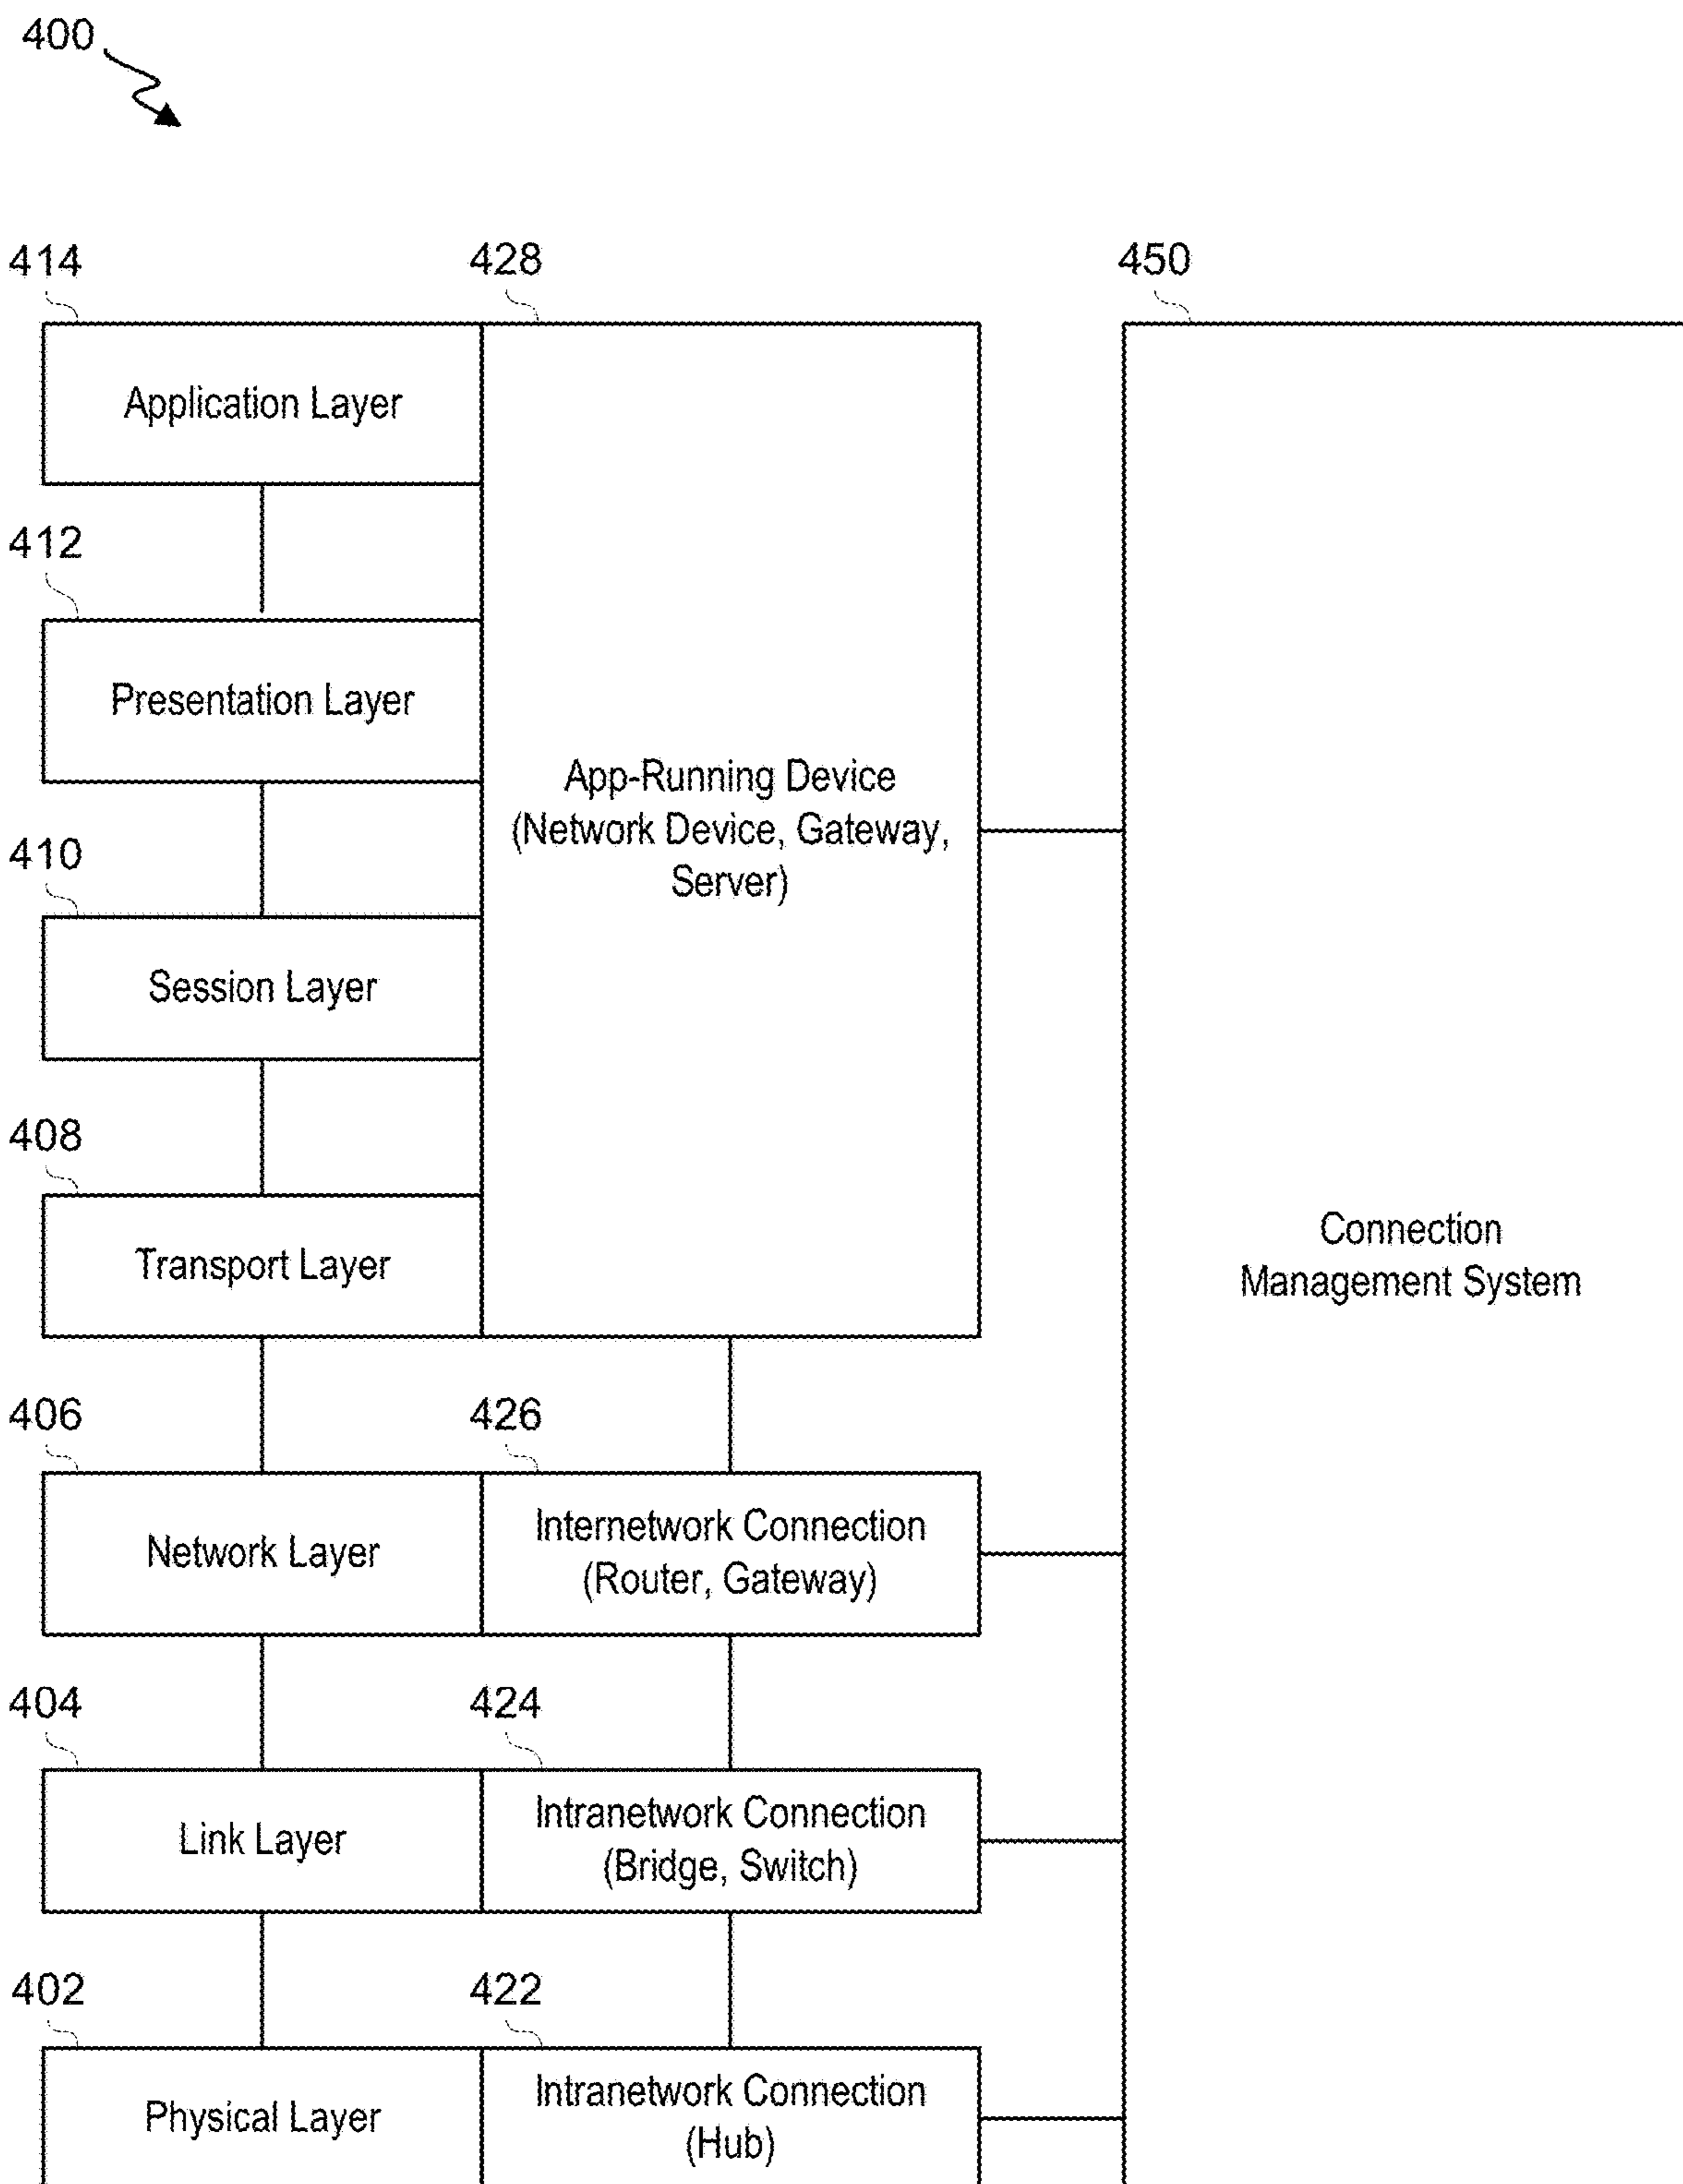 400
414
428
450
Application Layer
412
Presentation Layer
App-Running Device
(Network Device, Gateway,
Server)
410
Session Layer
408
Transport Layer
Connection
Management System
406
426
Network Layer
Internetwork Connection
(Router, Gateway)
404
424
Link Layer
Intranetwork Connection
(Bridge, Switch)
402
422
Physical Layer
Intranetwork Connection
(Hub)